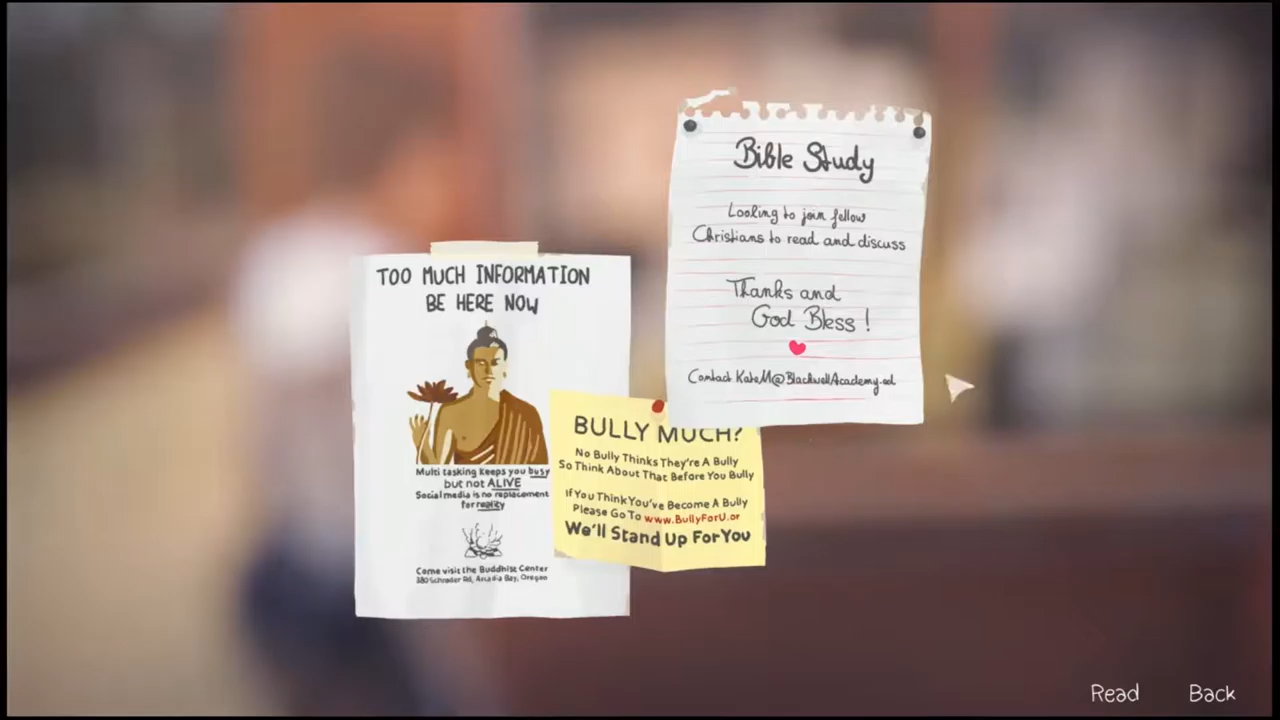 TOO MUCH INFORMATION
BE HERE NOW
Multi tasking keeps you busy
but not ALIVE
Social media is no replacement
for reality
Come visit the Buddhist Center
380 Schrader Rd, Arcadia Bay, Oregon
BULLY MUCH?
No Bully Thinks They're A Bully
So Think About That Before You Bully
If You Think You've Become A Bully
Please Go To www.BullyForU.or
We'll Stand Up For You
Bible Study
Looking to join fellow
Christians to read and discuss
Thanks and
God Bless !
Contact KateM@BlackwellAcademy.ed
Read
Back